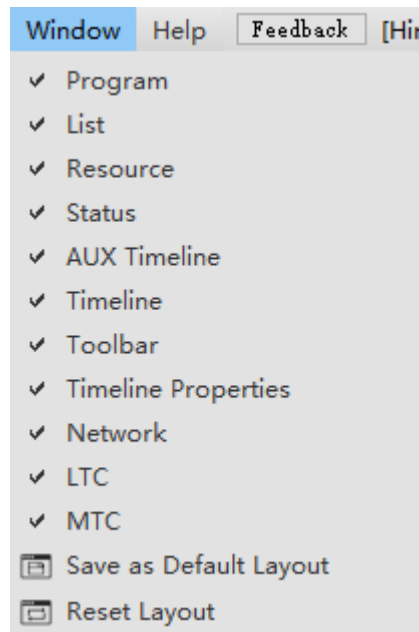 Window Help Feedback
Program
List
Resource
Status
AUX Timeline
Timeline
Toolbar
Timeline Properties
Network
LTC
MTC
Save as Default Layout
Reset Layout